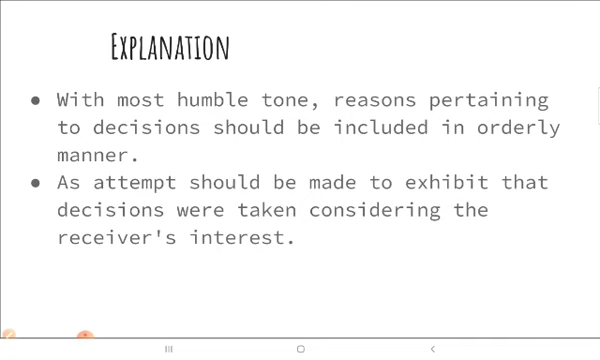 EXPLANATION
● With most humble tone, reasons pertaining
to decisions should be included in orderly
manner.
● As attempt should be made to exhibit that
decisions were taken considering the
receiver's interest.